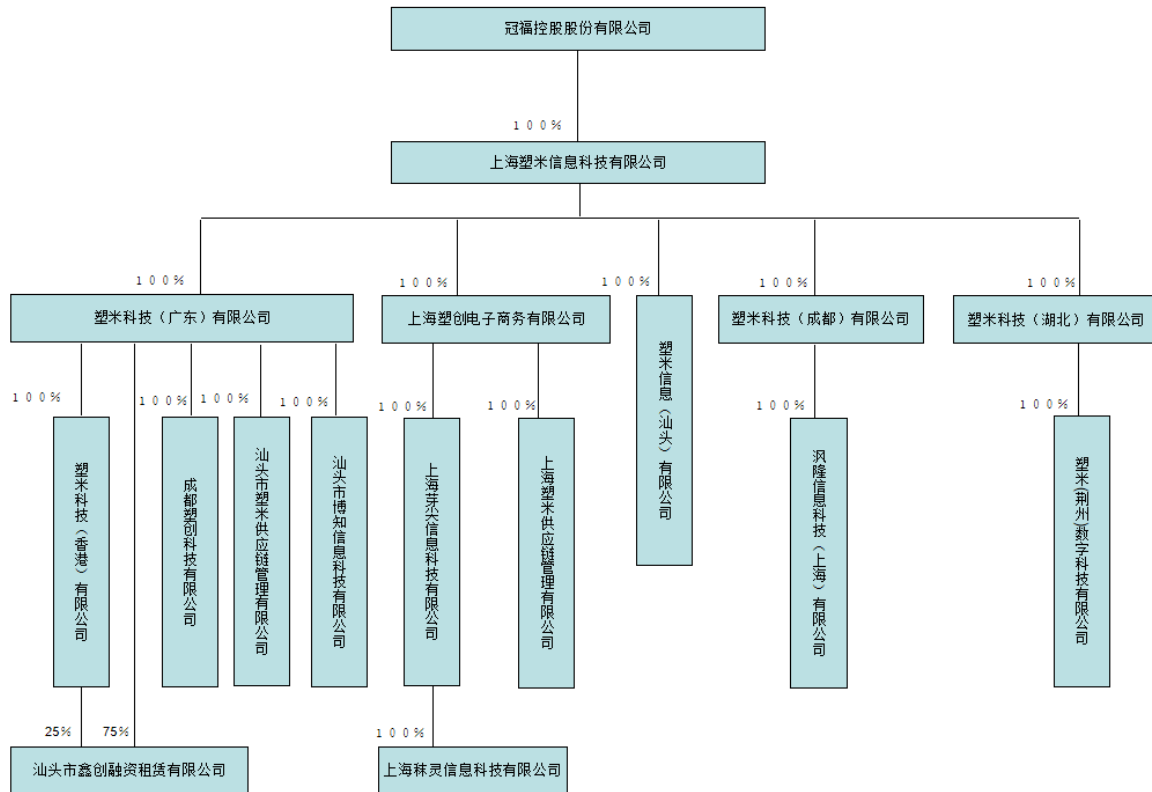 冠福控股股份有限公司
100%
上海塑米信息科技有限公司
100%
100%
100%
100%
100%
塑米科技（广东）有限公司
上海塑创电子商务有限公司
塑米信息（汕头）有限公司
塑米科技（成都）有限公司
塑米科技（湖北）有限公司
100%
100%
100%
100%
100%
100%
100%
塑米科技（香港）有限公司
成都塑创科技有限公司
汕头市塑米供应链管理有限公司
汕头市博知信息科技有限公司
上海芽尖信息科技有限公司
上海塑米供应链管理有限公司
沨隆信息科技（上海）有限公司
塑米(荆州)数字科技有限公司
25%
75%
100%
汕头市鑫创融资租赁有限公司
上海秣灵信息科技有限公司